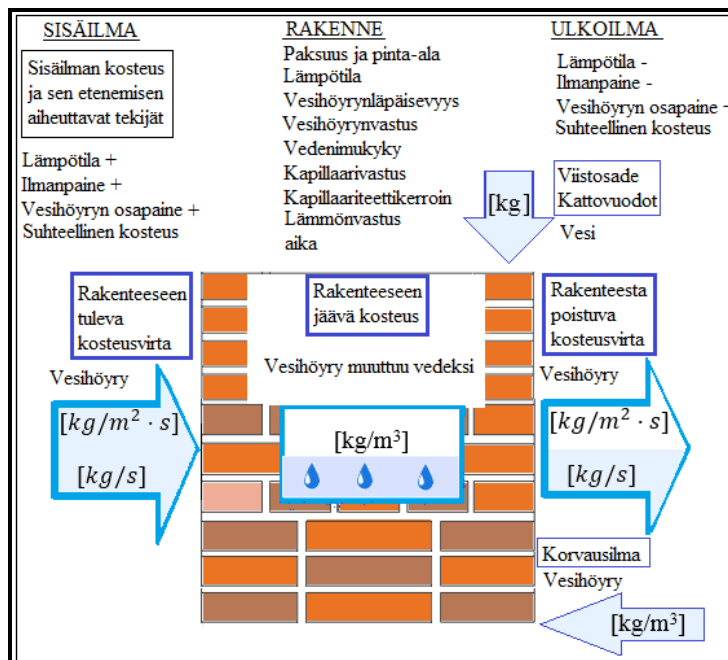 SISÄILMA
Sisäilman kosteus
ja sen etenemisen
aiheuttavat tekijät
Lämpötila +
Ilmanpaine +
Vesihöyryn osapaine +
Suhteellinen kosteus
RAKENNE
Paksuus ja pinta-ala
Lämpötila
Vesihöyrynläpäisevyys
Vesihöyrynvastus
Vedenimukyky
Kapillaarivastus
Kapillaariteettikerroin
Lämmönvastus
aika
ULKOILMA
Lämpötila -
Ilmanpaine -
Vesihöyryn osapaine -
Suhteellinen kosteus
[kg]
Viistosade
Kattovuodot
Vesi
Rakenteeseen
tuleva
kosteusvirta
Vesihöyry
[kg/m² · s]
[kg/s]
Rakenteeseen
jäävä kosteus
Vesihöyry muuttuu vedeksi
[kg/m³]
Rakenteesta
poistuva
kosteusvirta
Vesihöyry
[kg/m² · s]
[kg/s]
Korvausilma
Vesihöyry
[kg/m³]